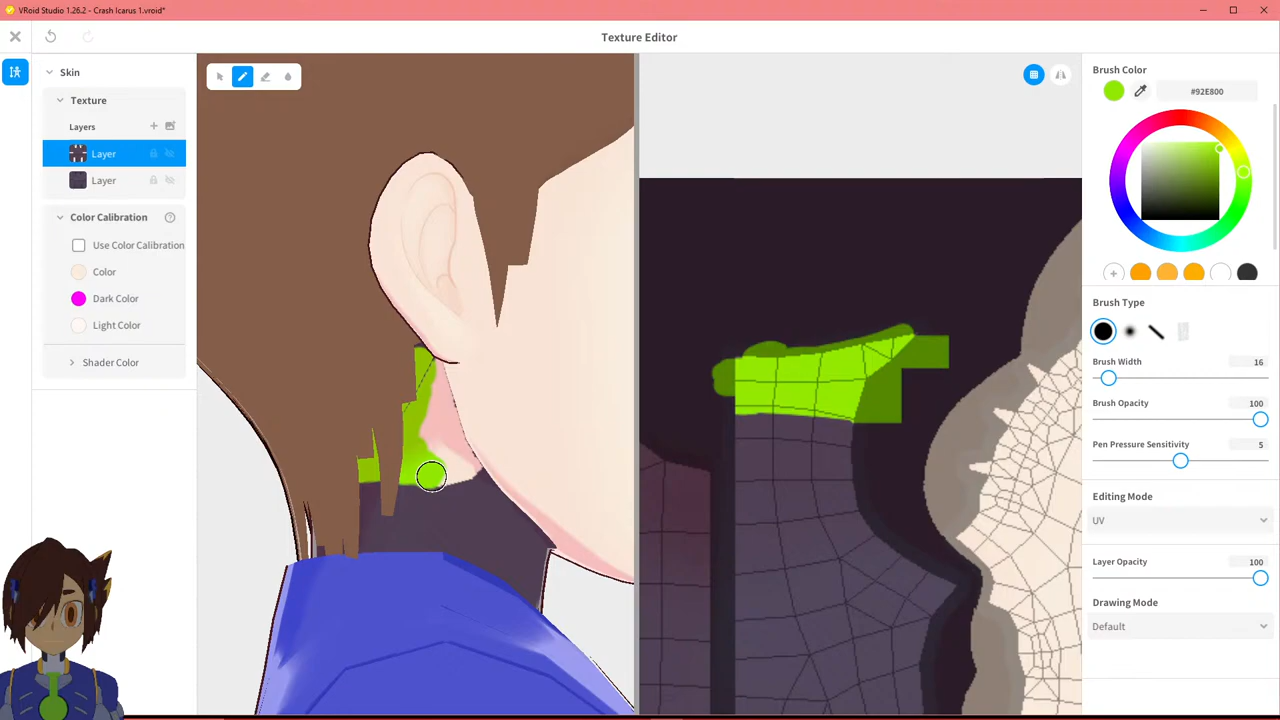 VRoid Studio 1.26.2 - Crash Icarus 1.vroid*
Texture Editor
Skin
Texture
Layers
Layer
Layer
Color Calibration
Use Color Calibration
Color
Dark Color
Light Color
Shader Color
Brush Color
#92E800
Brush Type
Brush Width 16
Brush Opacity 100
Pen Pressure Sensitivity 5
Editing Mode
UV
Layer Opacity 100
Drawing Mode
Default